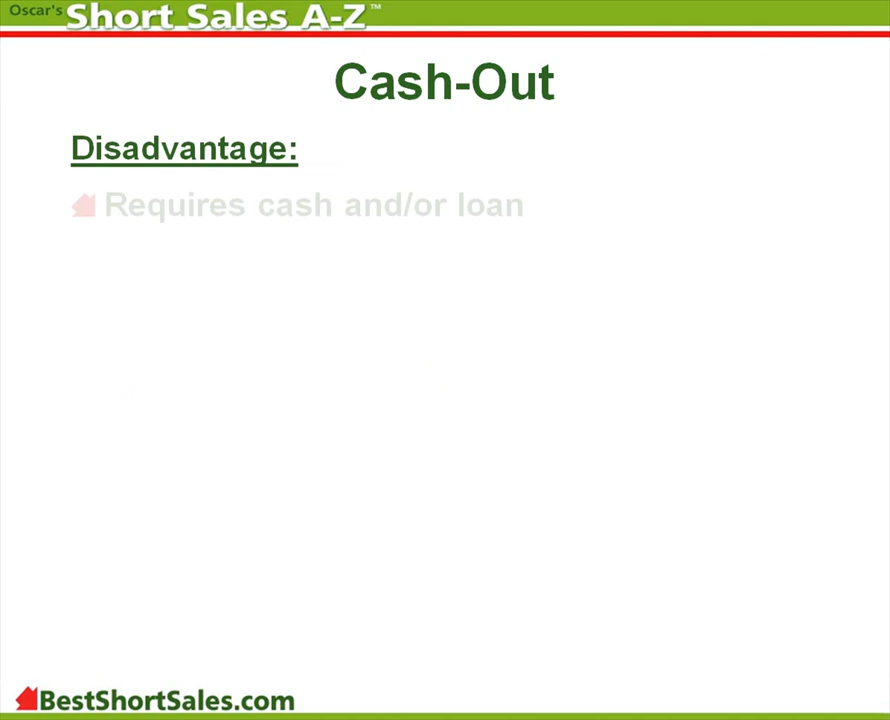 Oscar's Short Sales A-Z™
Cash-Out
Disadvantage:
Requires cash and/or loan
BestShortSales.com